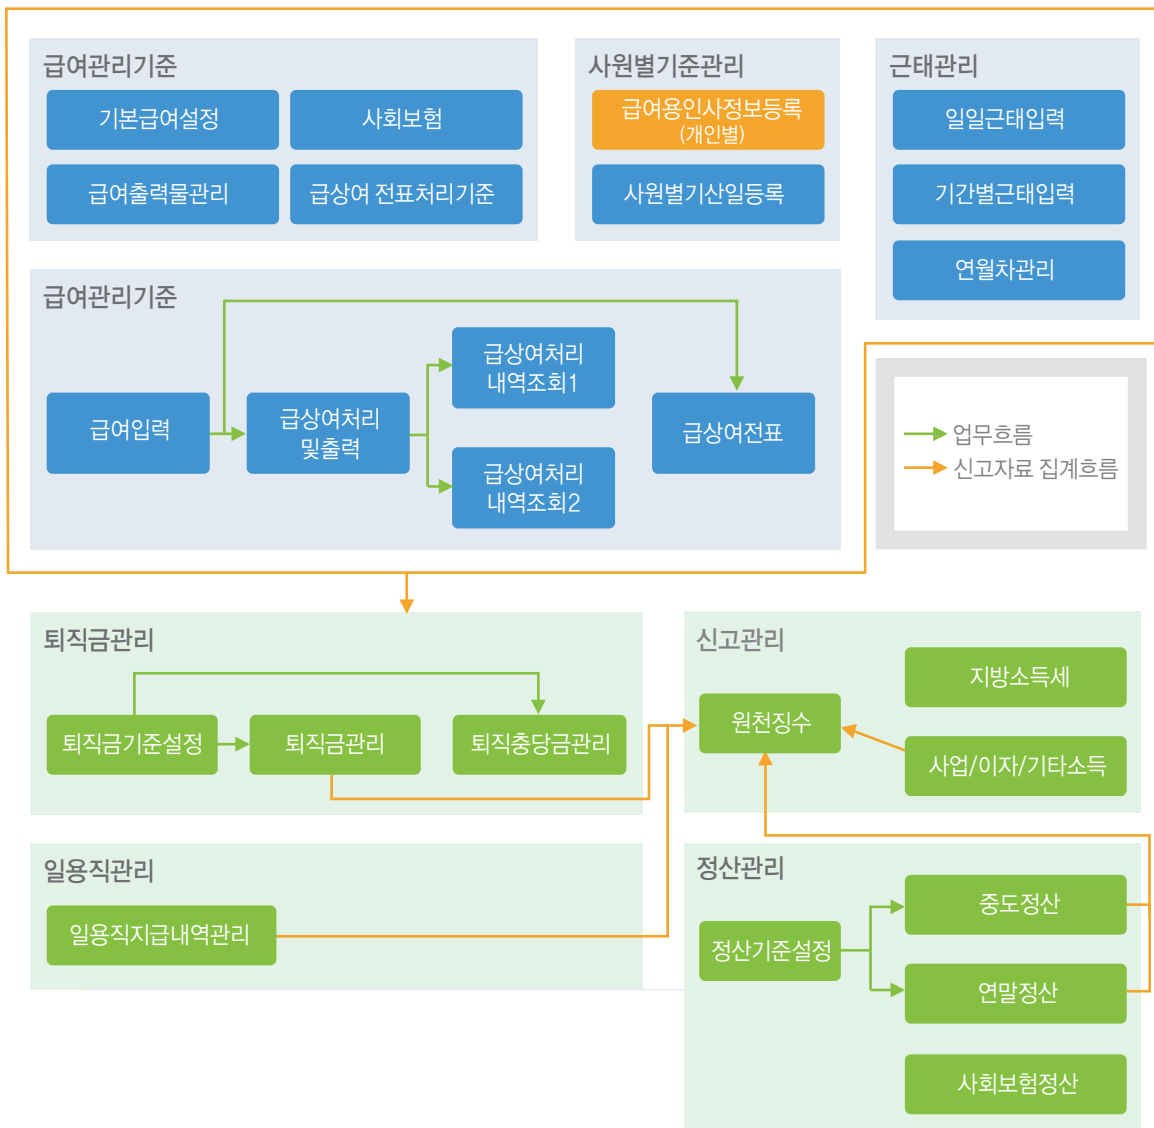 급여관리기준
기본급여설정
사회보험
급여출력물관리
급상여 전표처리기준
사원별기준관리
급여용인사정보등록
(개인별)
사원별기산일등록
근태관리
일일근태입력
기간별근태입력
연월차관리
급여관리기준
급여입력
급상여처리
및출력
급상여처리
내역조회1
급상여처리
내역조회2
급상여전표
업무흐름
신고자료 집계흐름
퇴직금관리
퇴직금기준설정
퇴직금관리
퇴직충당금관리
신고관리
원천징수
지방소득세
사업/이자/기타소득
일용직관리
일용직지급내역관리
정산관리
정산기준설정
중도정산
연말정산
사회보험정산